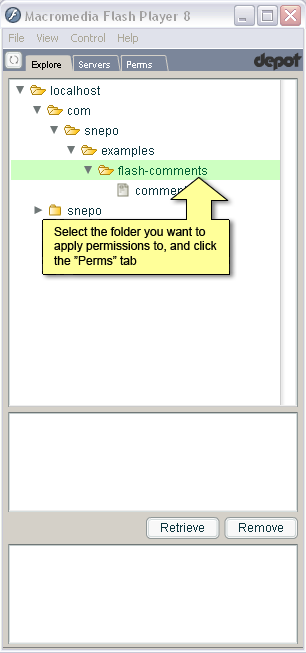 Macromedia Flash Player 8
File View Control Help
Explore Servers Perms depot
localhost
com
snepo
examples
flash-comments
snepo
Select the folder you want to
apply permissions to, and click
the "Perms" tab
Retrieve Remove